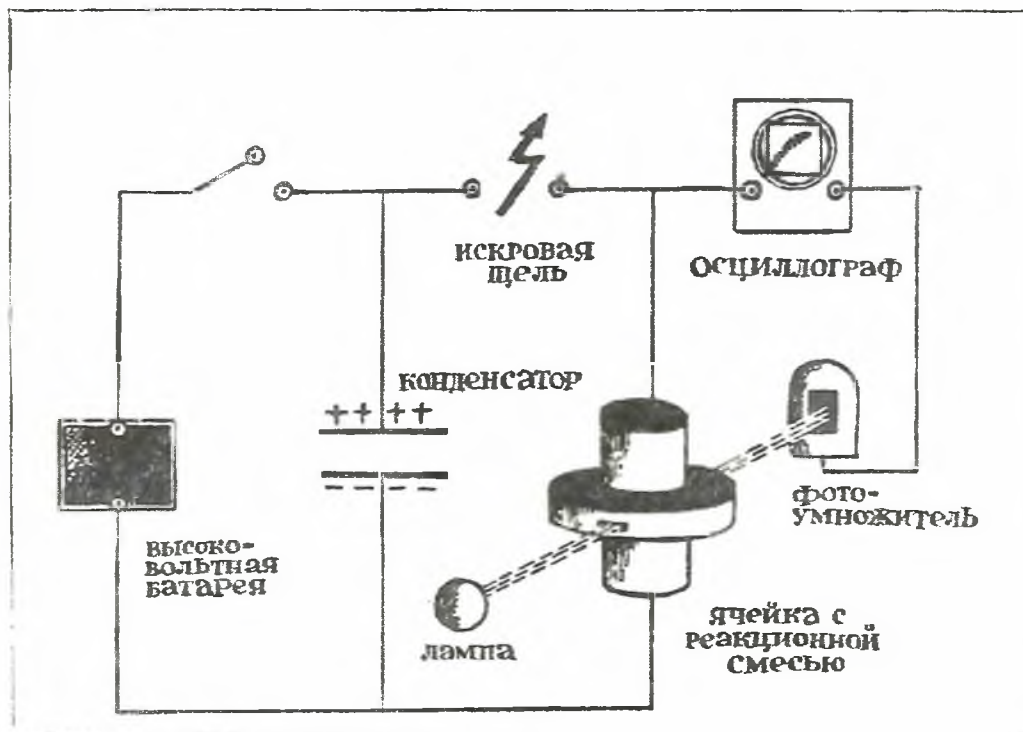 искровая
щель
осциллограф
конденсатор
++ ++
– – – – –
фото-
умножитель
высоко-
вольтная
батарея
лампа
ячейка с
реакционной
смесью